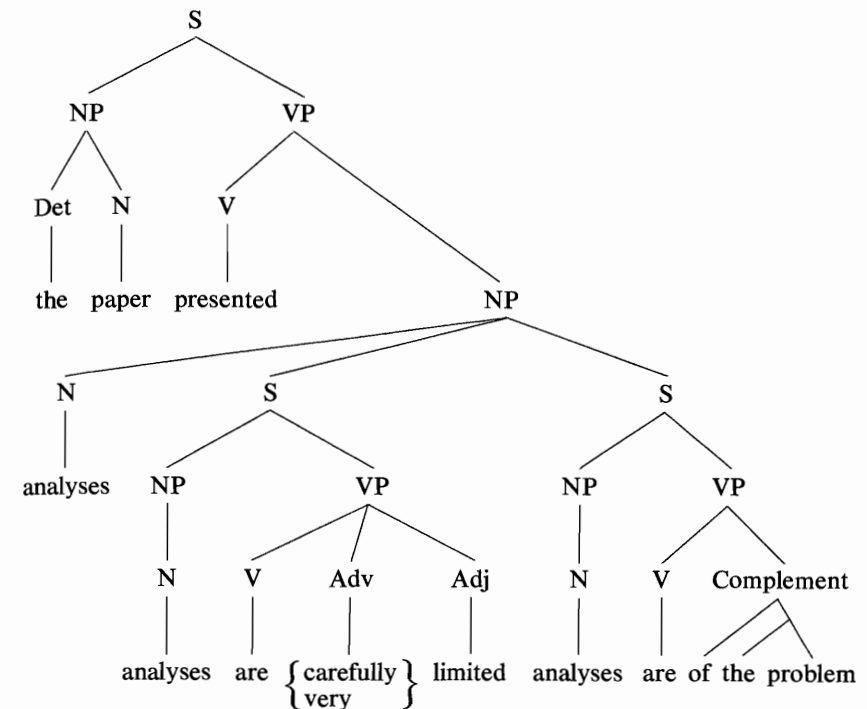 S
NP VP
Det N V
the paper presented NP
N S S
analyses NP VP NP VP
N V Adv Adj N V Complement
analyses are { carefully } limited analyses are of the problem
very